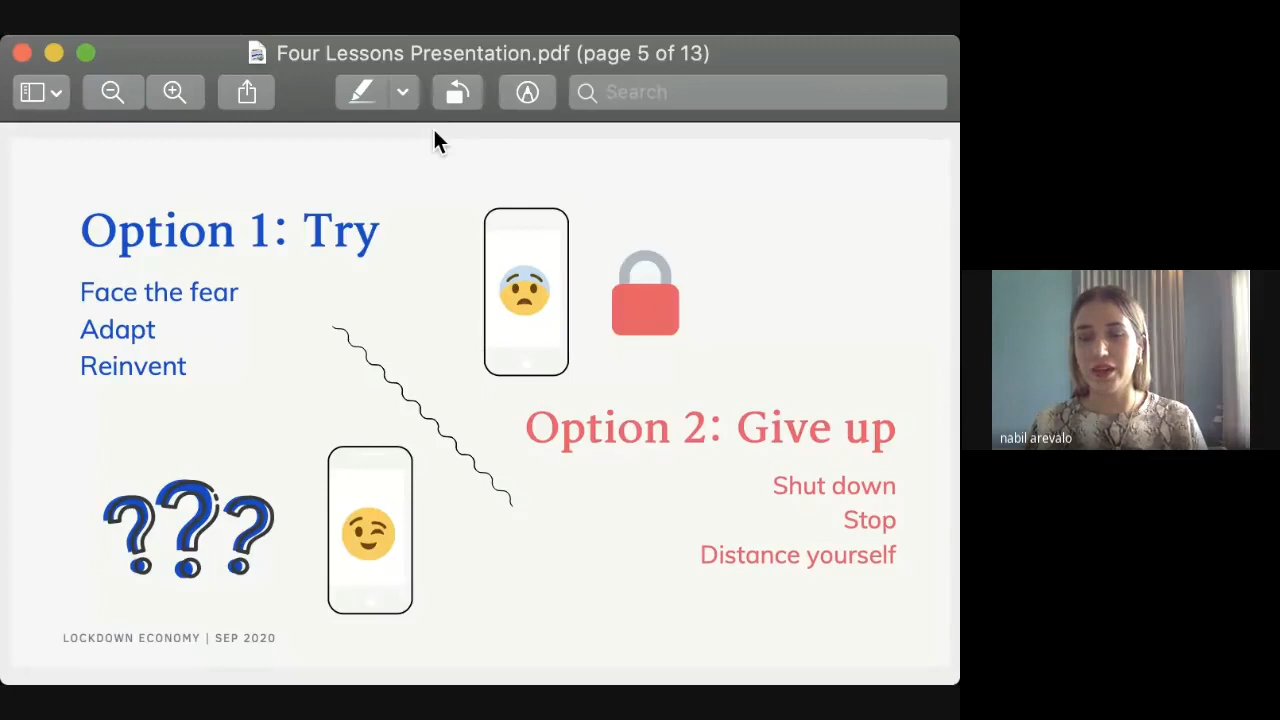 Four Lessons Presentation.pdf (page 5 of 13)
Search
Option 1: Try
Face the fear
Adapt
Reinvent
Option 2: Give up
Shut down
Stop
Distance yourself
???
LOCKDOWN ECONOMY | SEP 2020
nabil arevalo